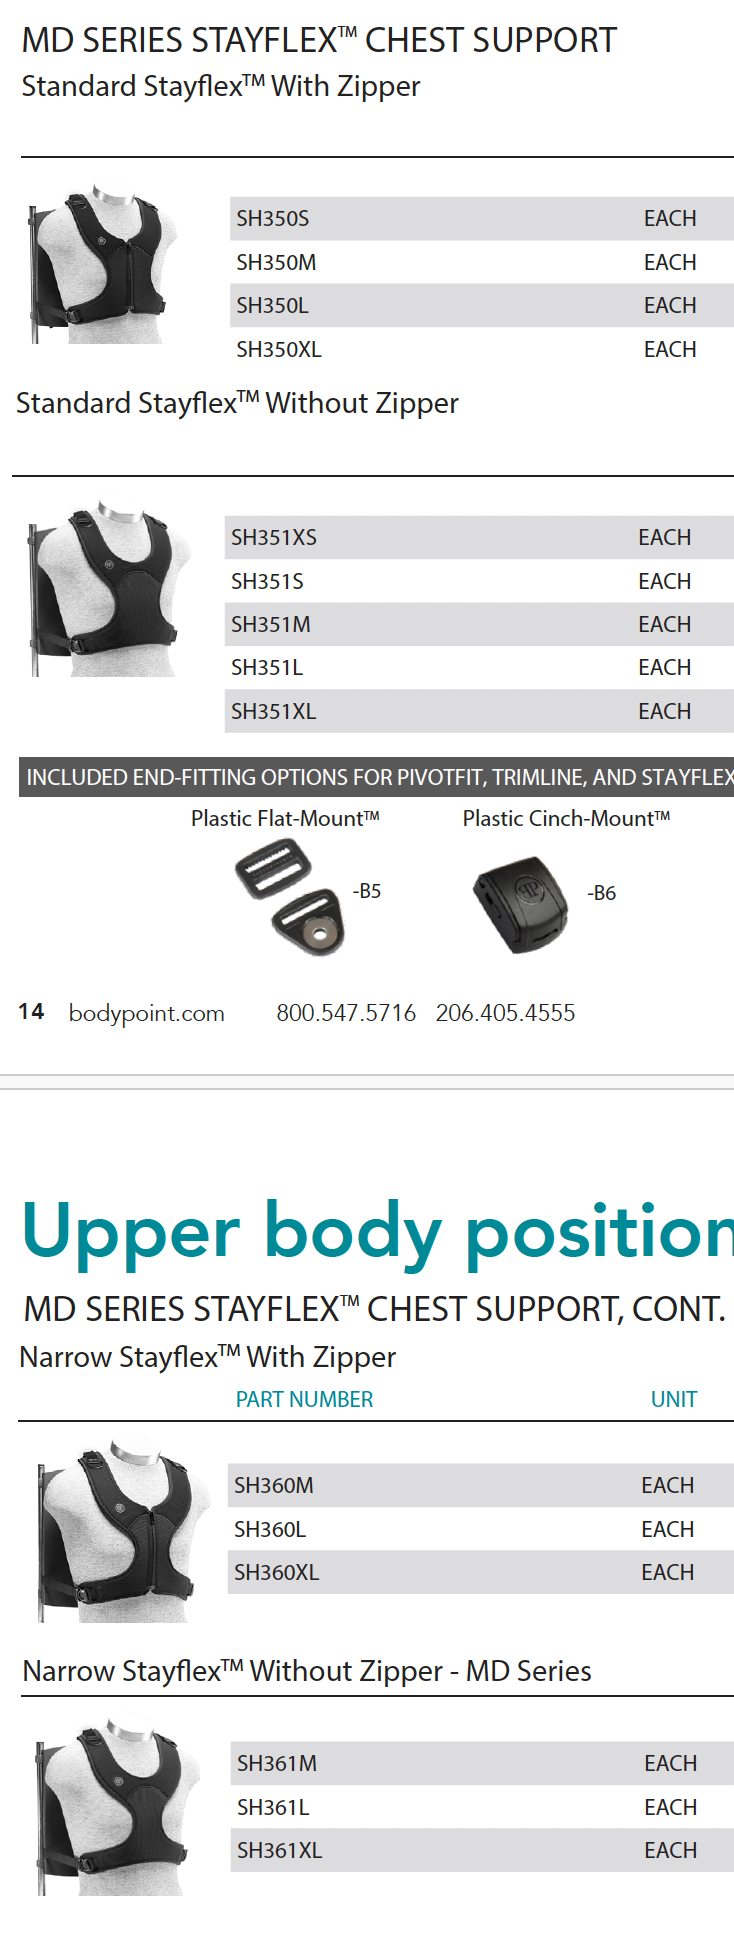 MD SERIES STAYFLEX™ CHEST SUPPORT
Standard Stayflex™ With Zipper
SH350S EACH
SH350M EACH
SH350L EACH
SH350XL EACH
Standard Stayflex™ Without Zipper
SH351XS EACH
SH351S EACH
SH351M EACH
SH351L EACH
SH351XL EACH
INCLUDED END-FITTING OPTIONS FOR PIVOTFIT, TRIMLINE, AND STAYFLEX
Plastic Flat-Mount™ Plastic Cinch-Mount™
-B5 -B6
14 bodypoint.com 800.547.5716 206.405.4555
Upper body position
MD SERIES STAYFLEX™ CHEST SUPPORT, CONT.
Narrow Stayflex™ With Zipper
PART NUMBER UNIT
SH360M EACH
SH360L EACH
SH360XL EACH
Narrow Stayflex™ Without Zipper - MD Series
SH361M EACH
SH361L EACH
SH361XL EACH